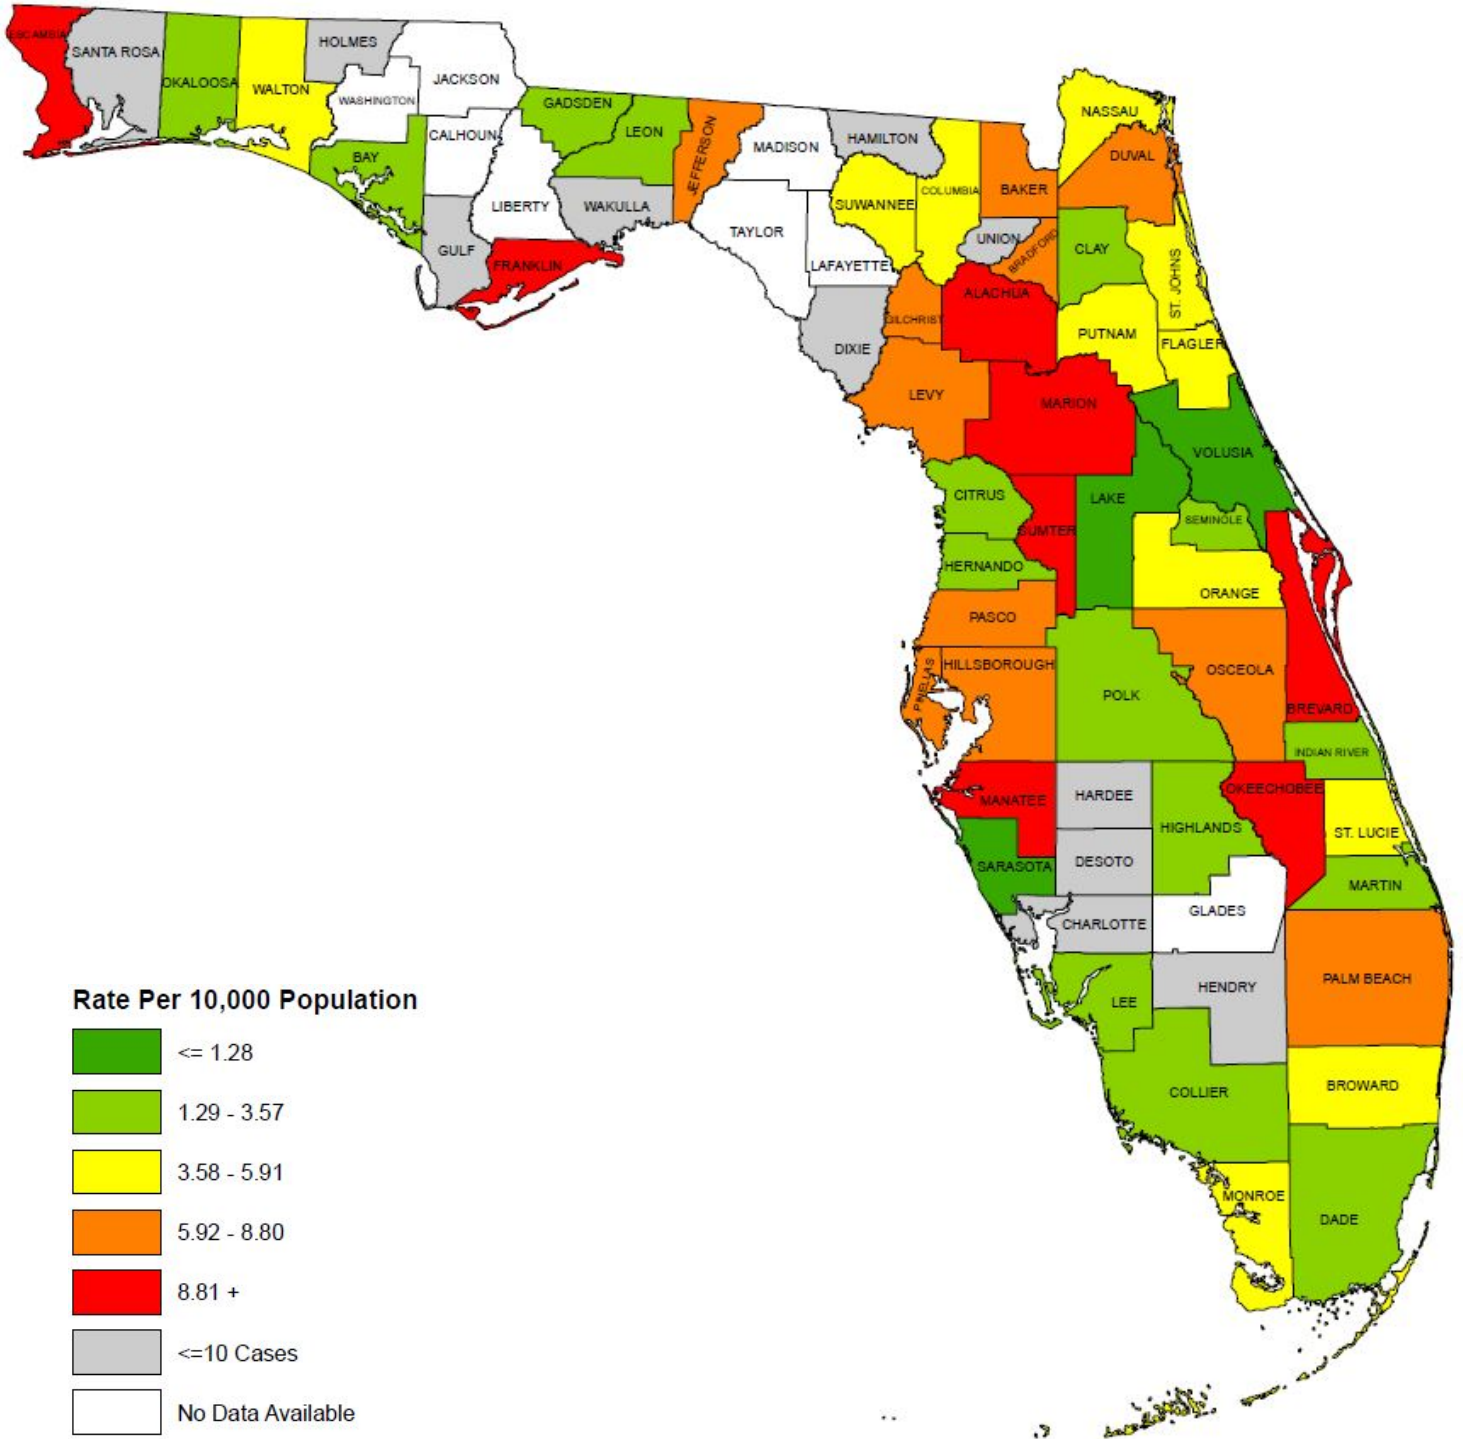 ESCAMBIA
SANTA ROSA
OKALOOSA
WALTON
HOLMES
WASHINGTON
JACKSON
BAY
CALHOUN
GULF
LIBERTY
FRANKLIN
GADSDEN
LEON
WAKULLA
JEFFERSON
MADISON
TAYLOR
HAMILTON
SUWANNEE
LAFAYETTE
DIXIE
COLUMBIA
BAKER
NASSAU
DUVAL
UNION
BRADFORD
CLAY
ST. JOHNS
GILCHRIST
ALACHUA
PUTNAM
FLAGLER
LEVY
MARION
VOLUSIA
CITRUS
SUMTER
LAKE
SEMINOLE
HERNANDO
ORANGE
PASCO
PINELLAS
HILLSBOROUGH
POLK
OSCEOLA
BREVARD
INDIAN RIVER
MANATEE
HARDEE
HIGHLANDS
OKEECHOBEE
ST. LUCIE
SARASOTA
DESOTO
MARTIN
CHARLOTTE
GLADES
LEE
HENDRY
PALM BEACH
COLLIER
BROWARD
MONROE
DADE
Rate Per 10,000 Population
<= 1.28
1.29 - 3.57
3.58 - 5.91
5.92 - 8.80
8.81 +
<=10 Cases
No Data Available